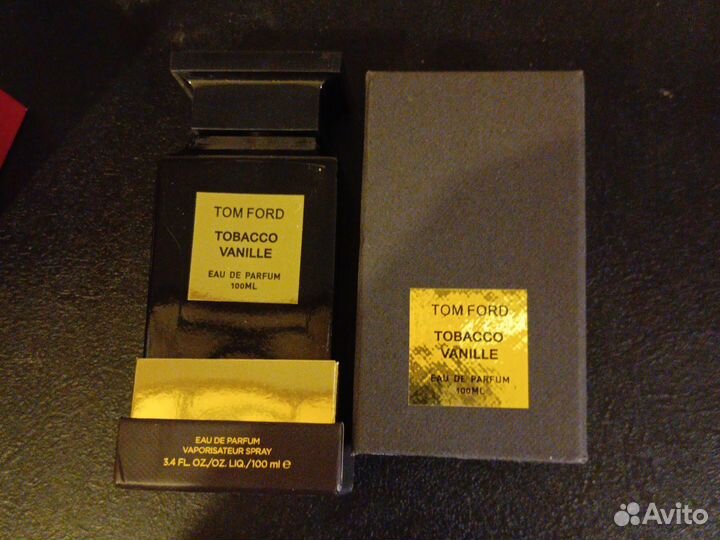 TOM FORD
TOBACCO
VANILLE
EAU DE PARFUM
100ML
EAU DE PARFUM
VAPORISATEUR SPRAY
3.4 FL. OZ./OZ. LIQ./100 ml ℮
TOM FORD
TOBACCO
VANILLE
EAU DE PARFUM
100ML
Avito